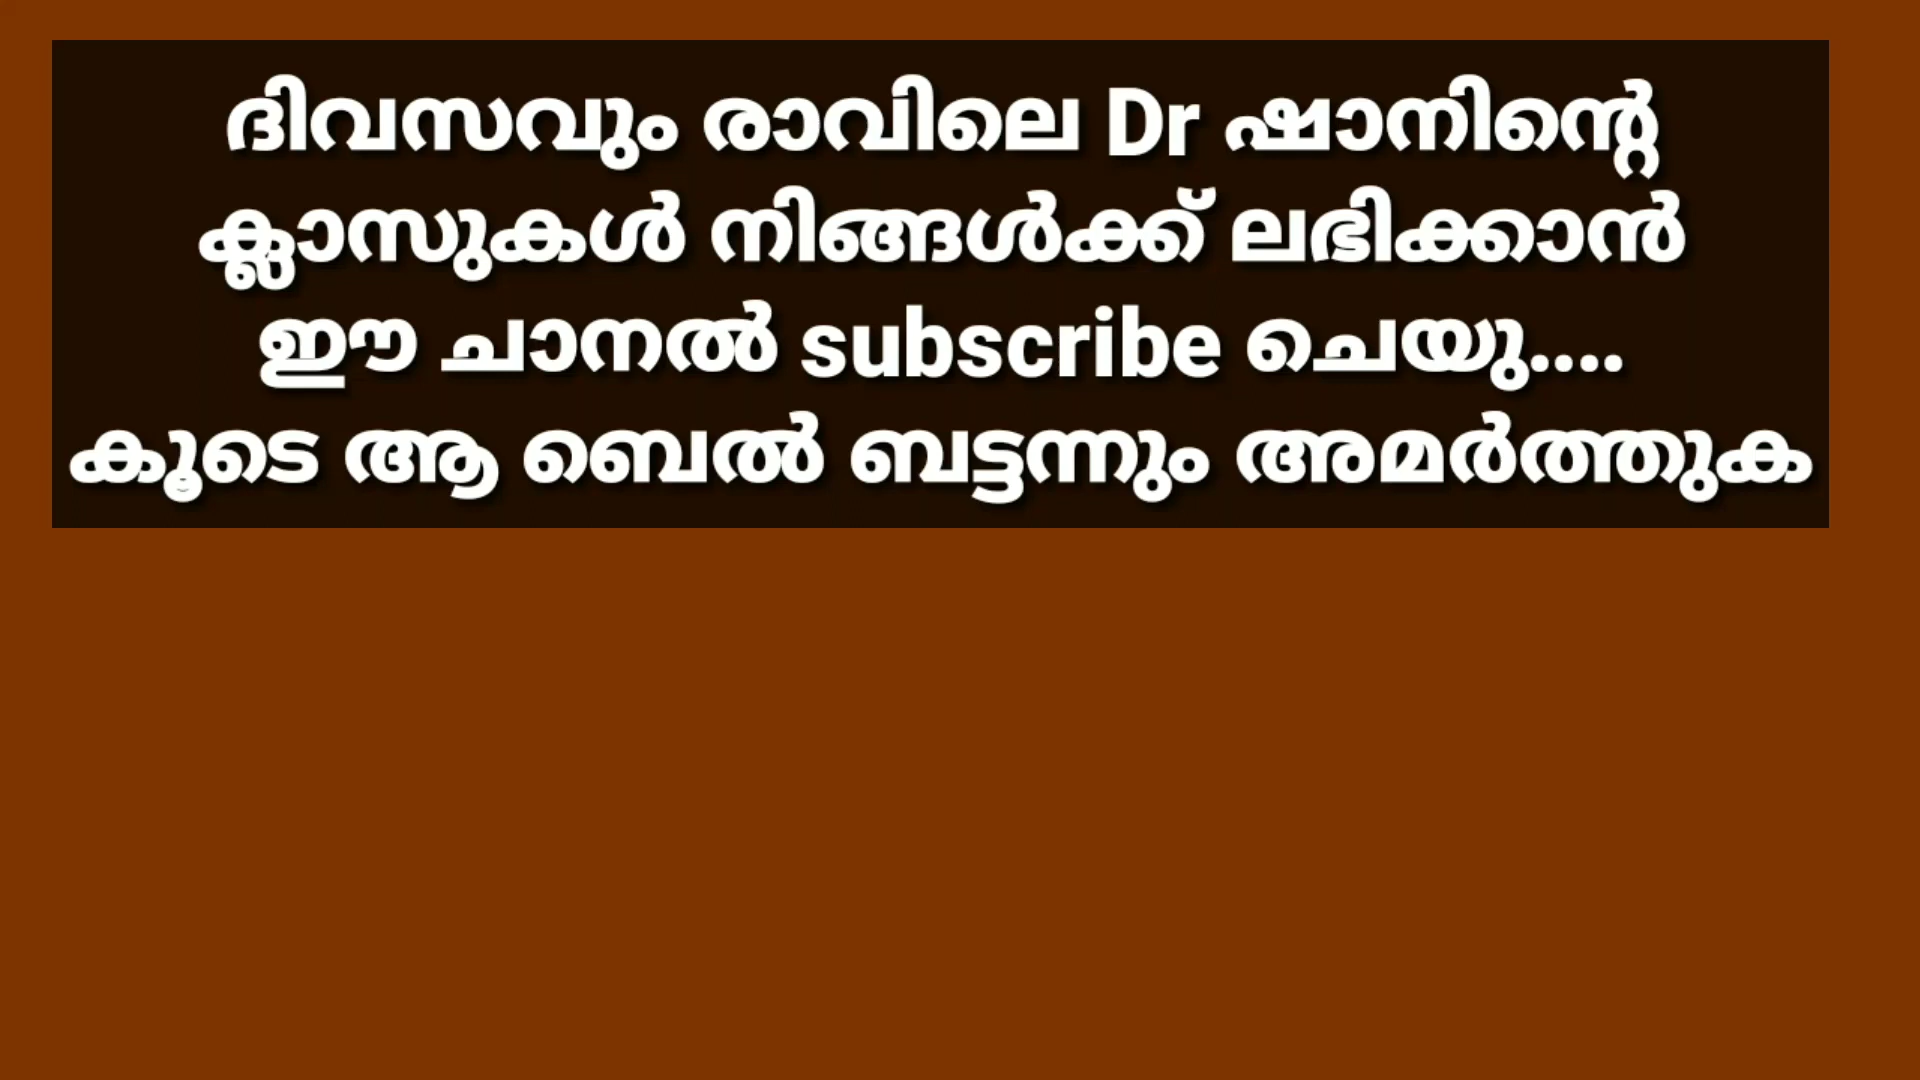 ദിവസവും രാവിലെ Dr ഷാനിന്റെ
ക്ലാസുകൾ നിങ്ങൾക്ക് ലഭിക്കാൻ
ഈ ചാനൽ subscribe ചെയ്യു....
കൂടെ ആ ബെൽ ബട്ടന്നും അമർത്തുക